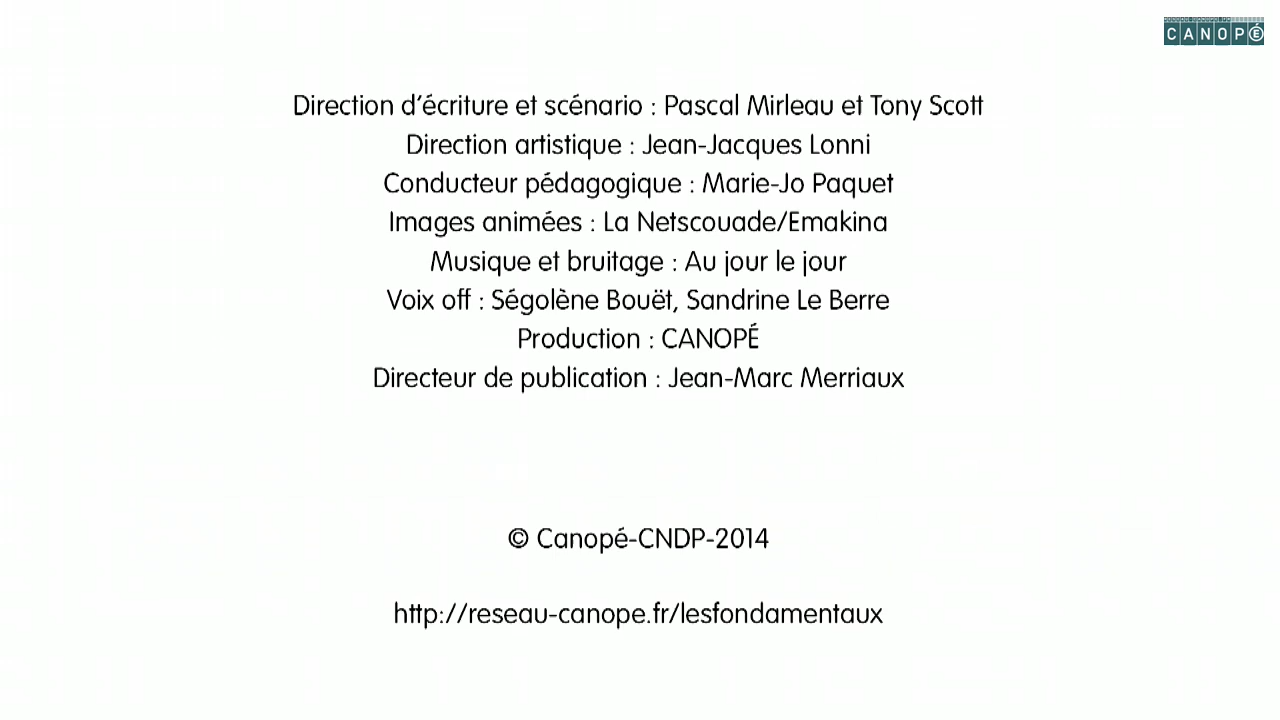 CANOPÉ
Direction d'écriture et scénario : Pascal Mirleau et Tony Scott
Direction artistique : Jean-Jacques Lonni
Conducteur pédagogique : Marie-Jo Paquet
Images animées : La Netscouade/Emakina
Musique et bruitage : Au jour le jour
Voix off : Ségolène Bouët, Sandrine Le Berre
Production : CANOPÉ
Directeur de publication : Jean-Marc Merriaux
© Canopé-CNDP-2014
http://reseau-canope.fr/lesfondamentaux